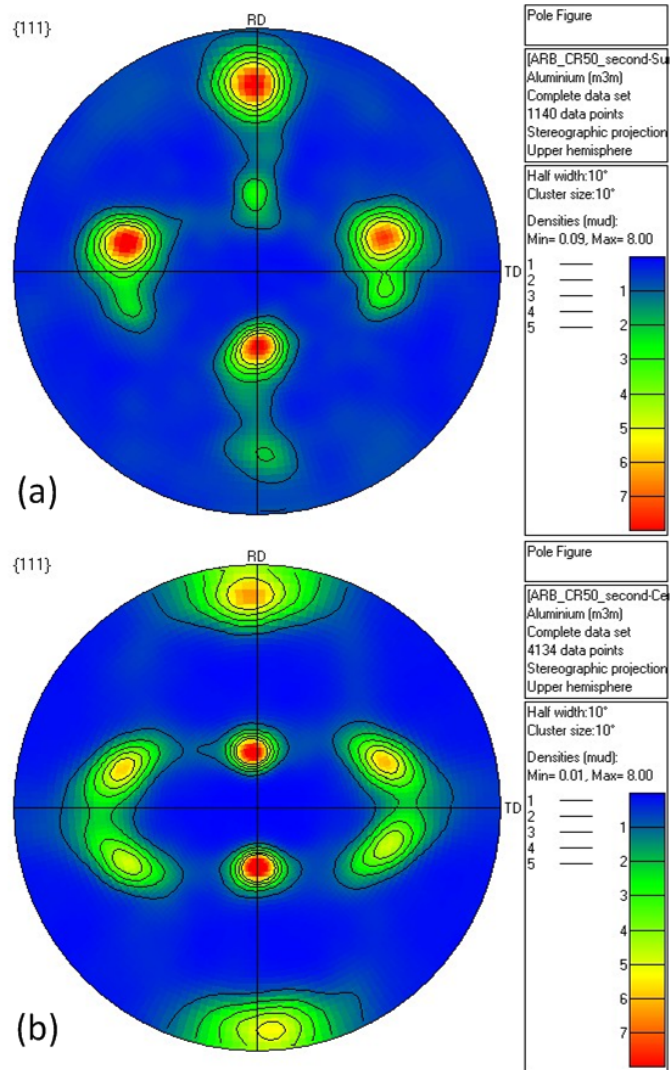 {111}
RD
TD
(a)
Pole Figure
[ARB_CR50_second-Su
Aluminium (m3m)
Complete data set
1140 data points
Stereographic projection
Upper hemisphere
Half width:10°
Cluster size:10°
Densities (mud):
Min= 0.09, Max= 8.00
1
2
3
4
5
1
2
3
4
5
6
7
{111}
RD
TD
(b)
Pole Figure
[ARB_CR50_second-Ce
Aluminium (m3m)
Complete data set
4134 data points
Stereographic projection
Upper hemisphere
Half width:10°
Cluster size:10°
Densities (mud):
Min= 0.01, Max= 8.00
1
2
3
4
5
1
2
3
4
5
6
7